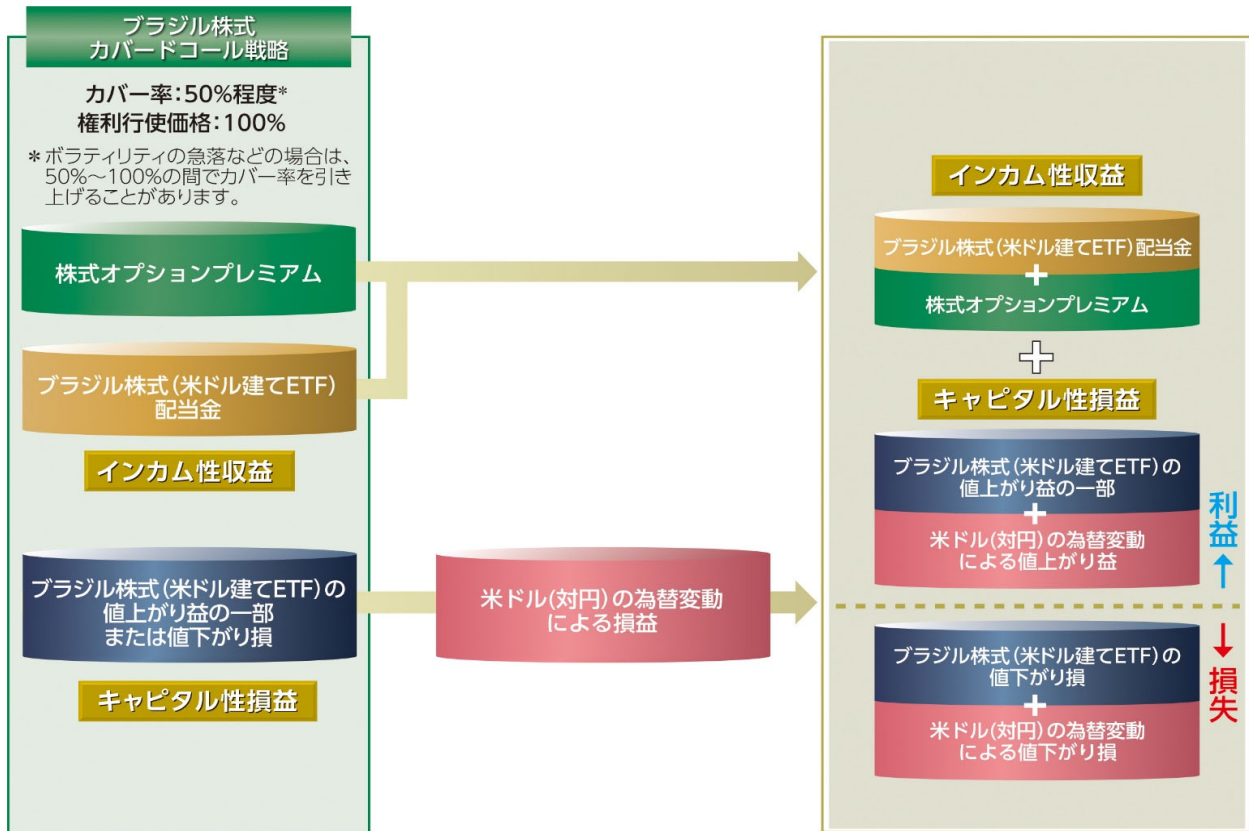 ブラジル株式
カバードコール戦略
カバー率：50%程度*
権利行使価格：100%
*ボラティリティの急落などの場合は、
50%～100%の間でカバー率を引き
上げることがあります。
株式オプションプレミアム
ブラジル株式（米ドル建てETF）
配当金
インカム性収益
ブラジル株式（米ドル建てETF）の
値上がり益の一部
または値下がり損
キャピタル性損益
米ドル(対円)の為替変動
による損益
インカム性収益
ブラジル株式（米ドル建てETF）配当金
+
株式オプションプレミアム
+
キャピタル性損益
ブラジル株式（米ドル建てETF）の
値上がり益の一部
+
米ドル(対円)の為替変動
による値上がり益
利益↑
ブラジル株式（米ドル建てETF）の
値下がり損
+
米ドル(対円)の為替変動
による値下がり損
↓損失